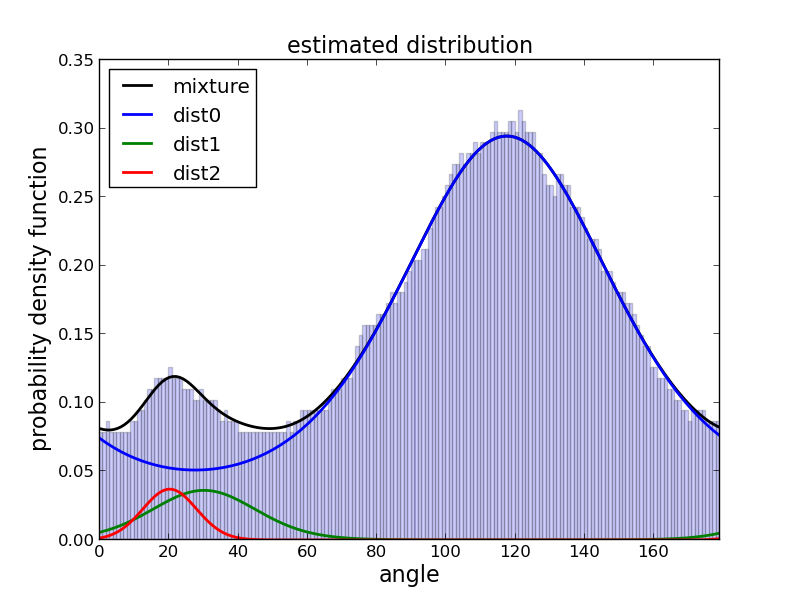 estimated distribution
0.35
0.30
0.25
0.20
0.15
0.10
0.05
0.00
probability density function
mixture
dist0
dist1
dist2
0 20 40 60 80 100 120 140 160
angle